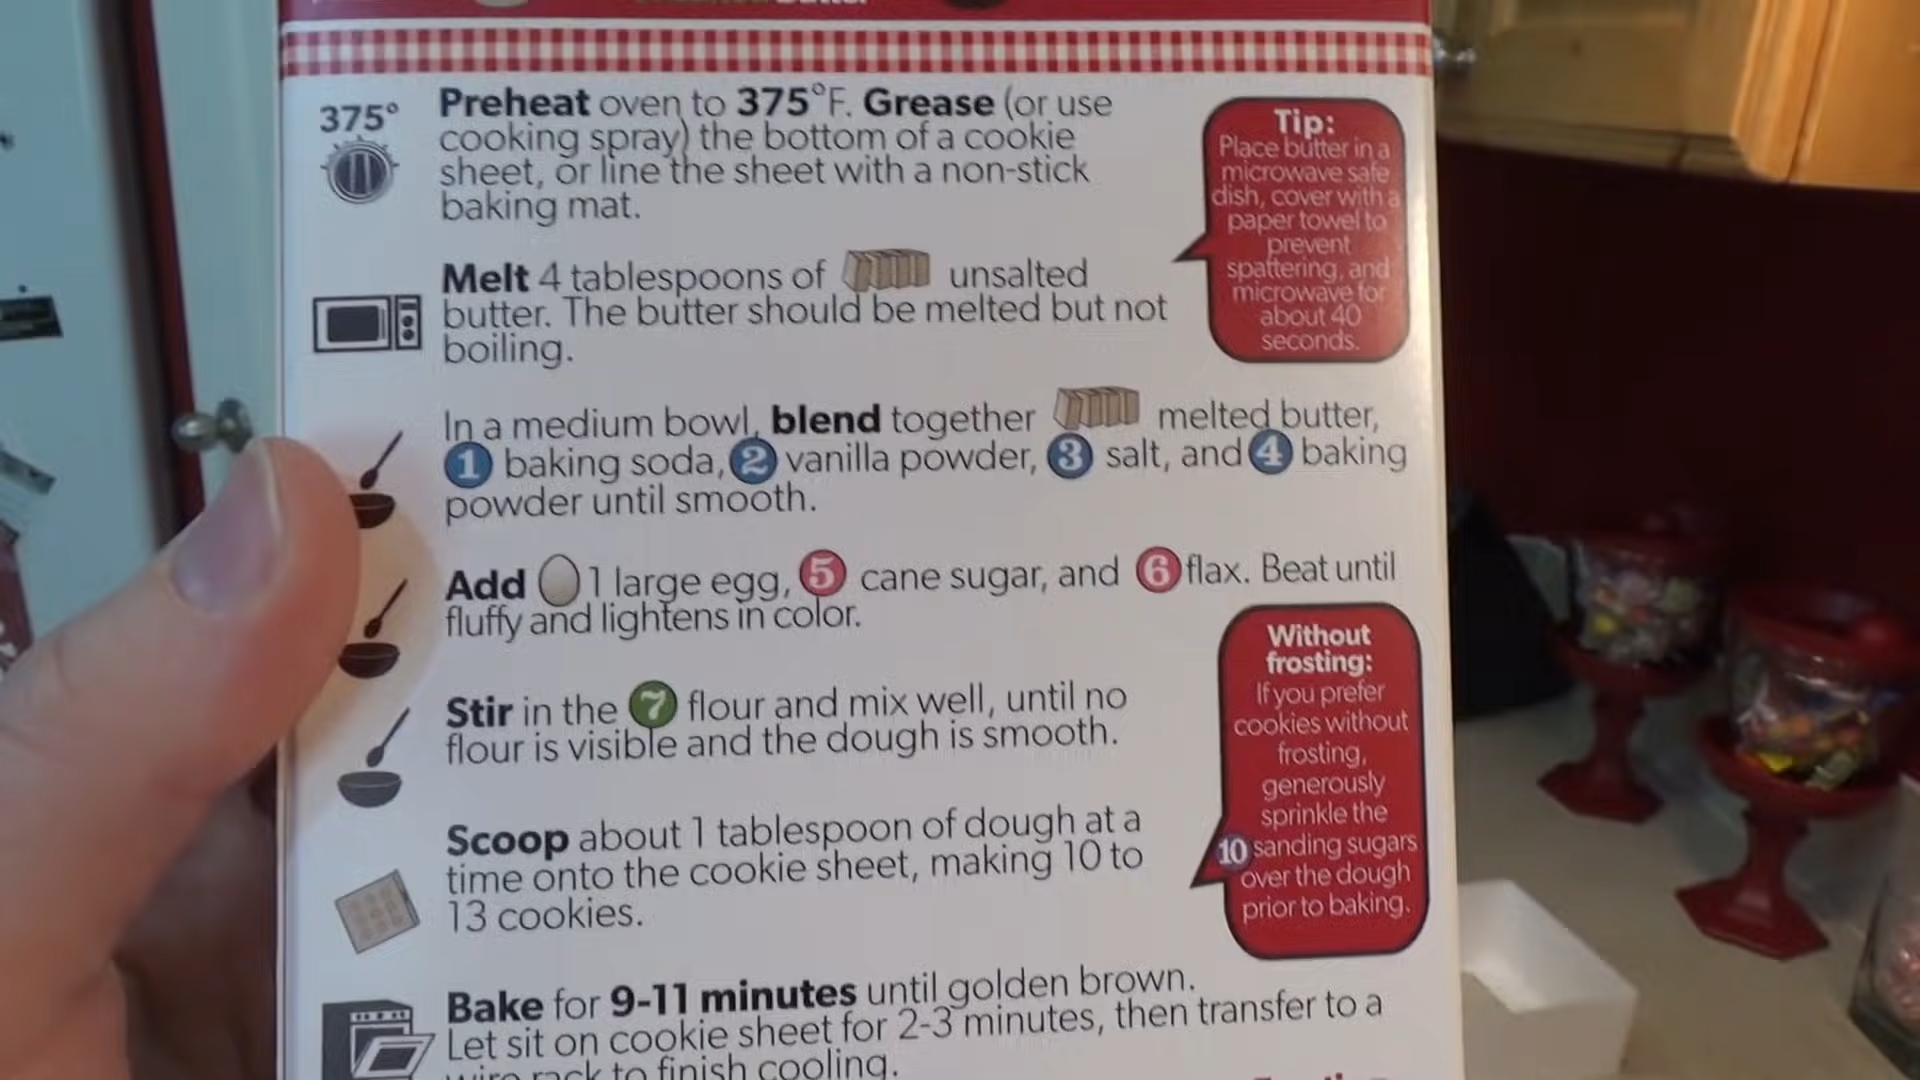 375°
Preheat oven to 375°F. Grease (or use
cooking spray) the bottom of a cookie
sheet, or line the sheet with a non-stick
baking mat.
Tip:
Place butter in a
microwave safe
dish, cover with a
paper towel to
prevent
spattering, and
microwave for
about 40
seconds.
Melt 4 tablespoons of unsalted
butter. The butter should be melted but not
boiling.
In a medium bowl, blend together melted butter,
1 baking soda, 2 vanilla powder, 3 salt, and 4 baking
powder until smooth.
Add 1 large egg, 5 cane sugar, and 6 flax. Beat until
fluffy and lightens in color.
Stir in the 7 flour and mix well, until no
flour is visible and the dough is smooth.
Without
frosting:
If you prefer
cookies without
frosting,
generously
sprinkle the
10 sanding sugars
over the dough
prior to baking.
Scoop about 1 tablespoon of dough at a
time onto the cookie sheet, making 10 to
13 cookies.
Bake for 9-11 minutes until golden brown.
Let sit on cookie sheet for 2-3 minutes, then transfer to a
wire rack to finish cooling.